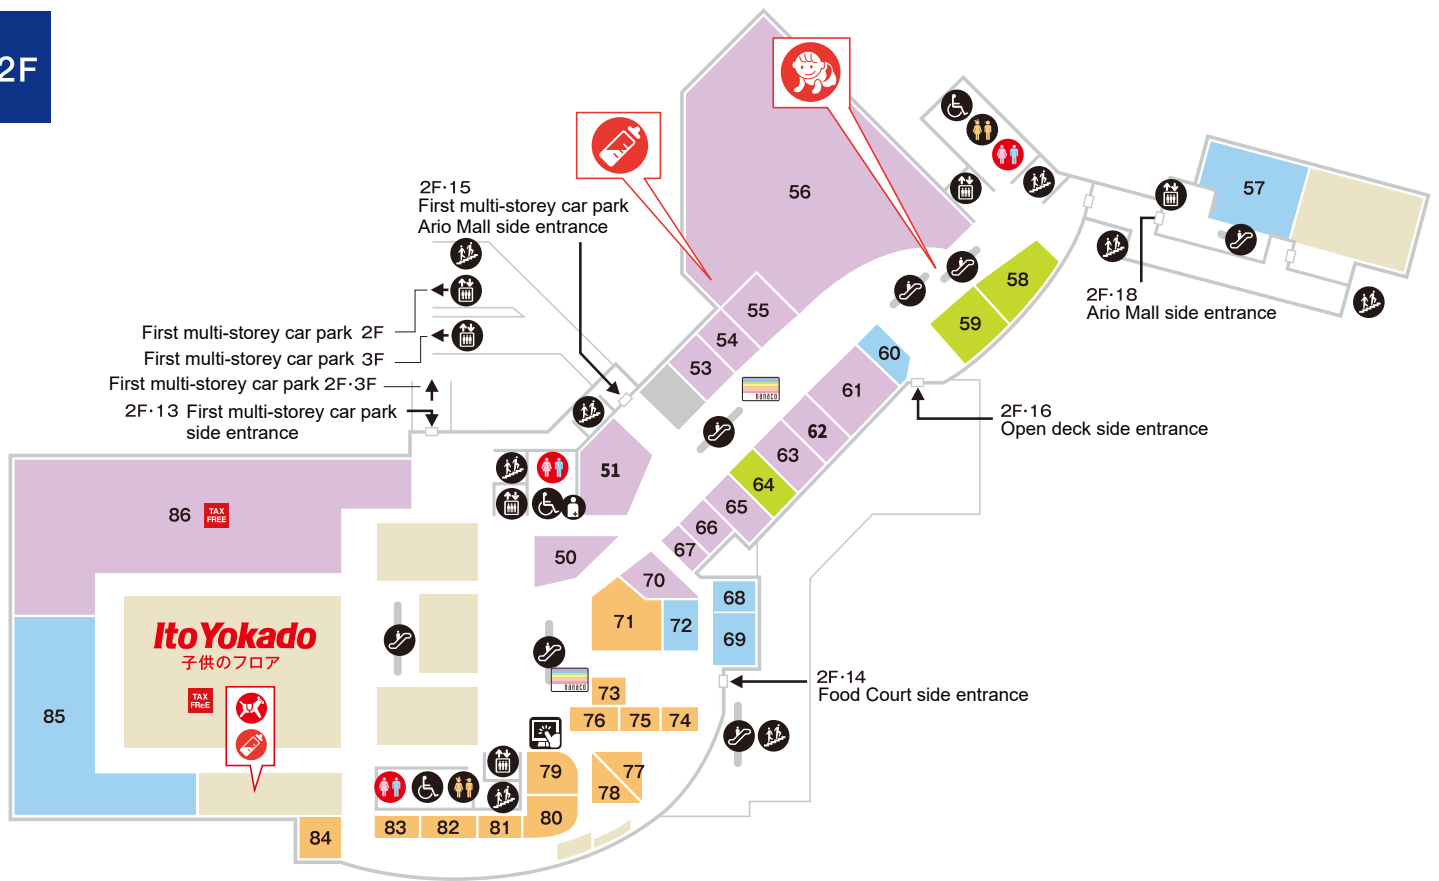 2F
56
57
2F·15
First multi-storey car park
Ario Mall side entrance
58
2F·18
Ario Mall side entrance
55
59
First multi-storey car park 2F
54
60
First multi-storey car park 3F
53
First multi-storey car park 2F·3F
nanaco
61
2F·13 First multi-storey car park
side entrance
2F·16
Open deck side entrance
62
63
51
64
65
86
TAX
FREE
66
67
50
70
68
71
72
69
Ito Yokado
子供のフロア
2F·14
Food Court side entrance
nanaco
73
TAX
FREE
85
76
75
74
79
77
78
80
83
82
81
84